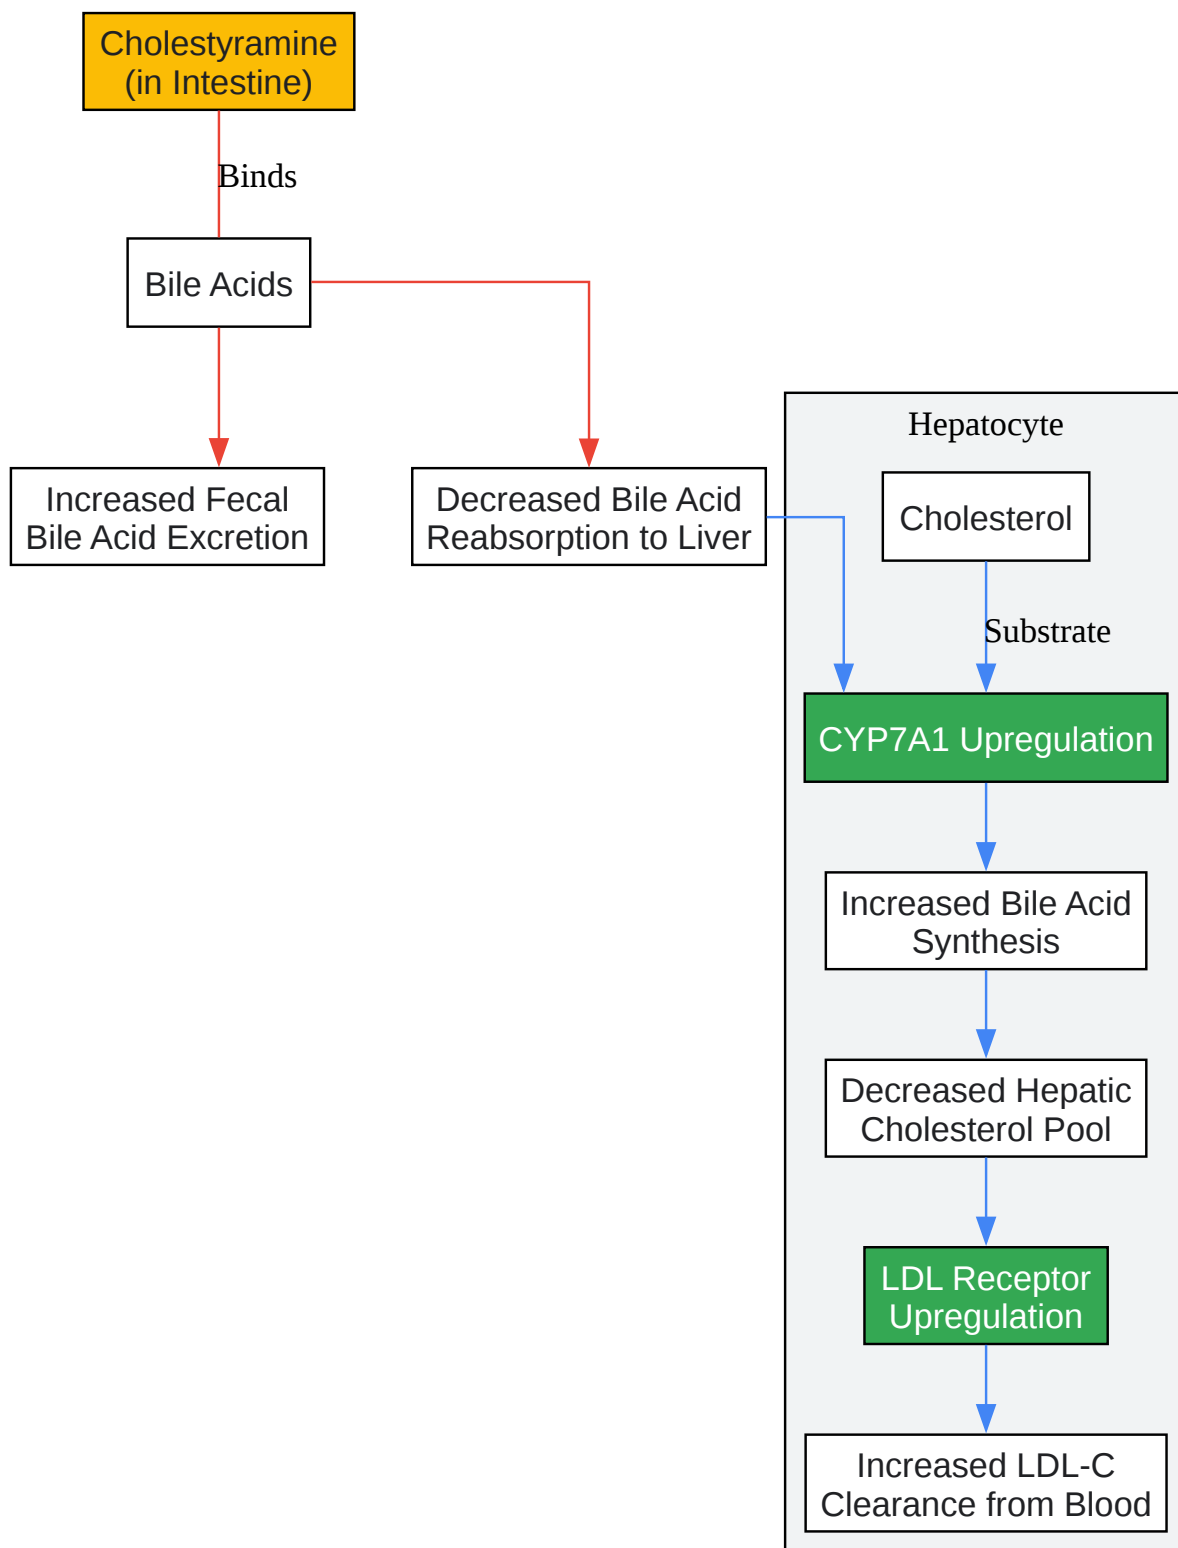 Cholestyramine
(in Intestine)
Binds
Bile Acids
Increased Fecal
Bile Acid Excretion
Decreased Bile Acid
Reabsorption to Liver
Hepatocyte
Cholesterol
Substrate
CYP7A1 Upregulation
Increased Bile Acid
Synthesis
Decreased Hepatic
Cholesterol Pool
LDL Receptor
Upregulation
Increased LDL-C
Clearance from Blood